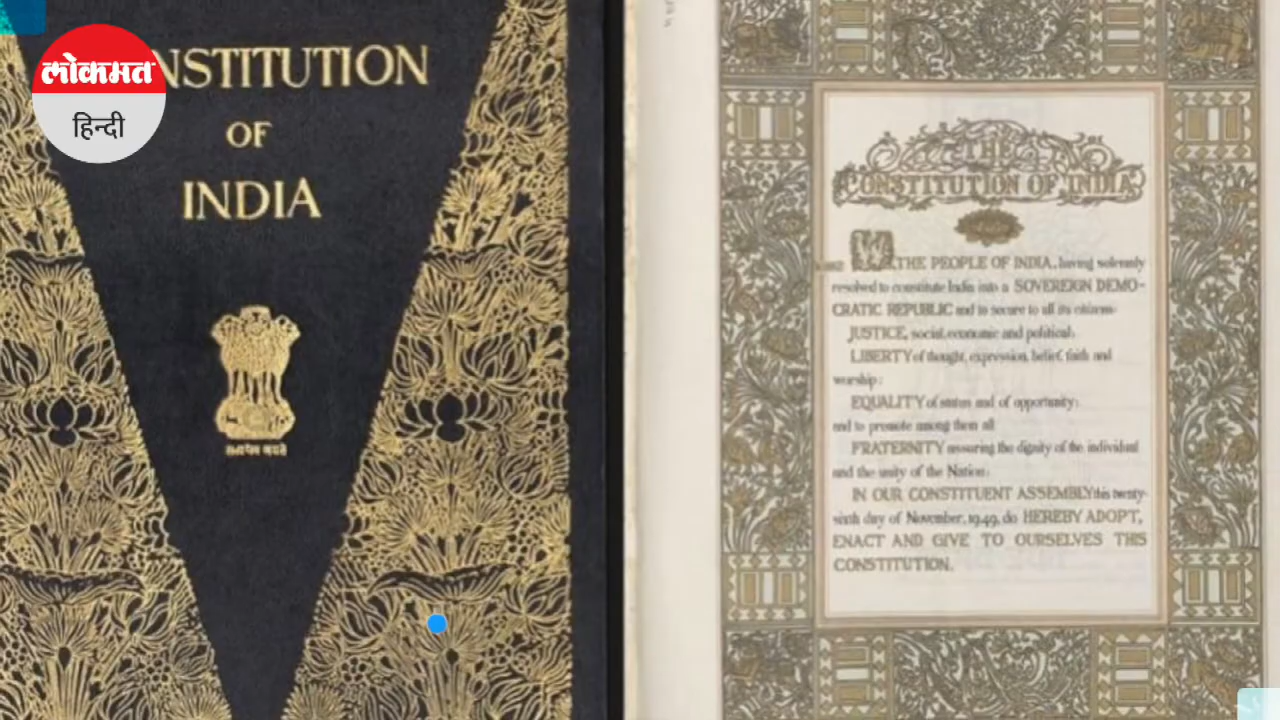 लोकमत
हिन्दी
NSTITUTION
OF
INDIA
सत्यमेव जयते
THE
CONSTITUTION OF INDIA
WE, THE PEOPLE OF INDIA, having solemnly
resolved to constitute India into a SOVEREIGN DEMO-
CRATIC REPUBLIC and to secure to all its citizens:
JUSTICE, social, economic and political;
LIBERTY of thought, expression, belief, faith and
worship;
EQUALITY of status and of opportunity;
and to promote among them all
FRATERNITY assuring the dignity of the individual
and the unity of the Nation;
IN OUR CONSTITUENT ASSEMBLY this twenty-
sixth day of November, 1949, do HEREBY ADOPT,
ENACT AND GIVE TO OURSELVES THIS
CONSTITUTION.